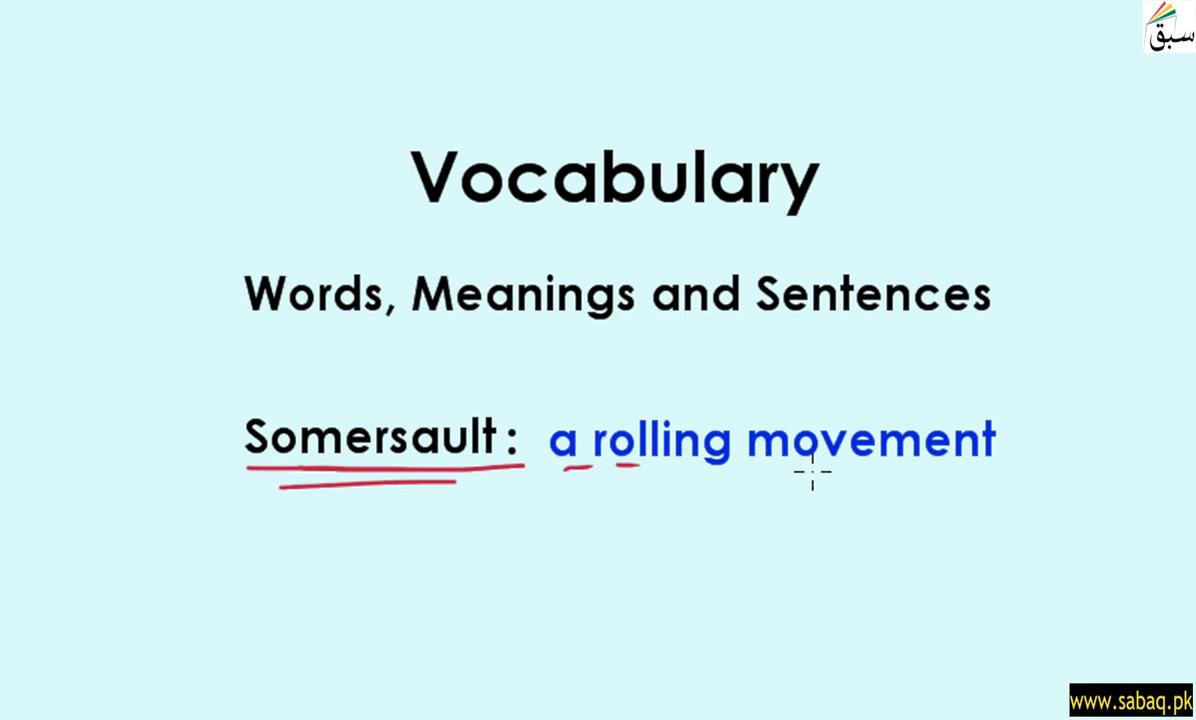 سبق
Vocabulary
Words, Meanings and Sentences
Somersault: a rolling movement
www.sabaq.pk